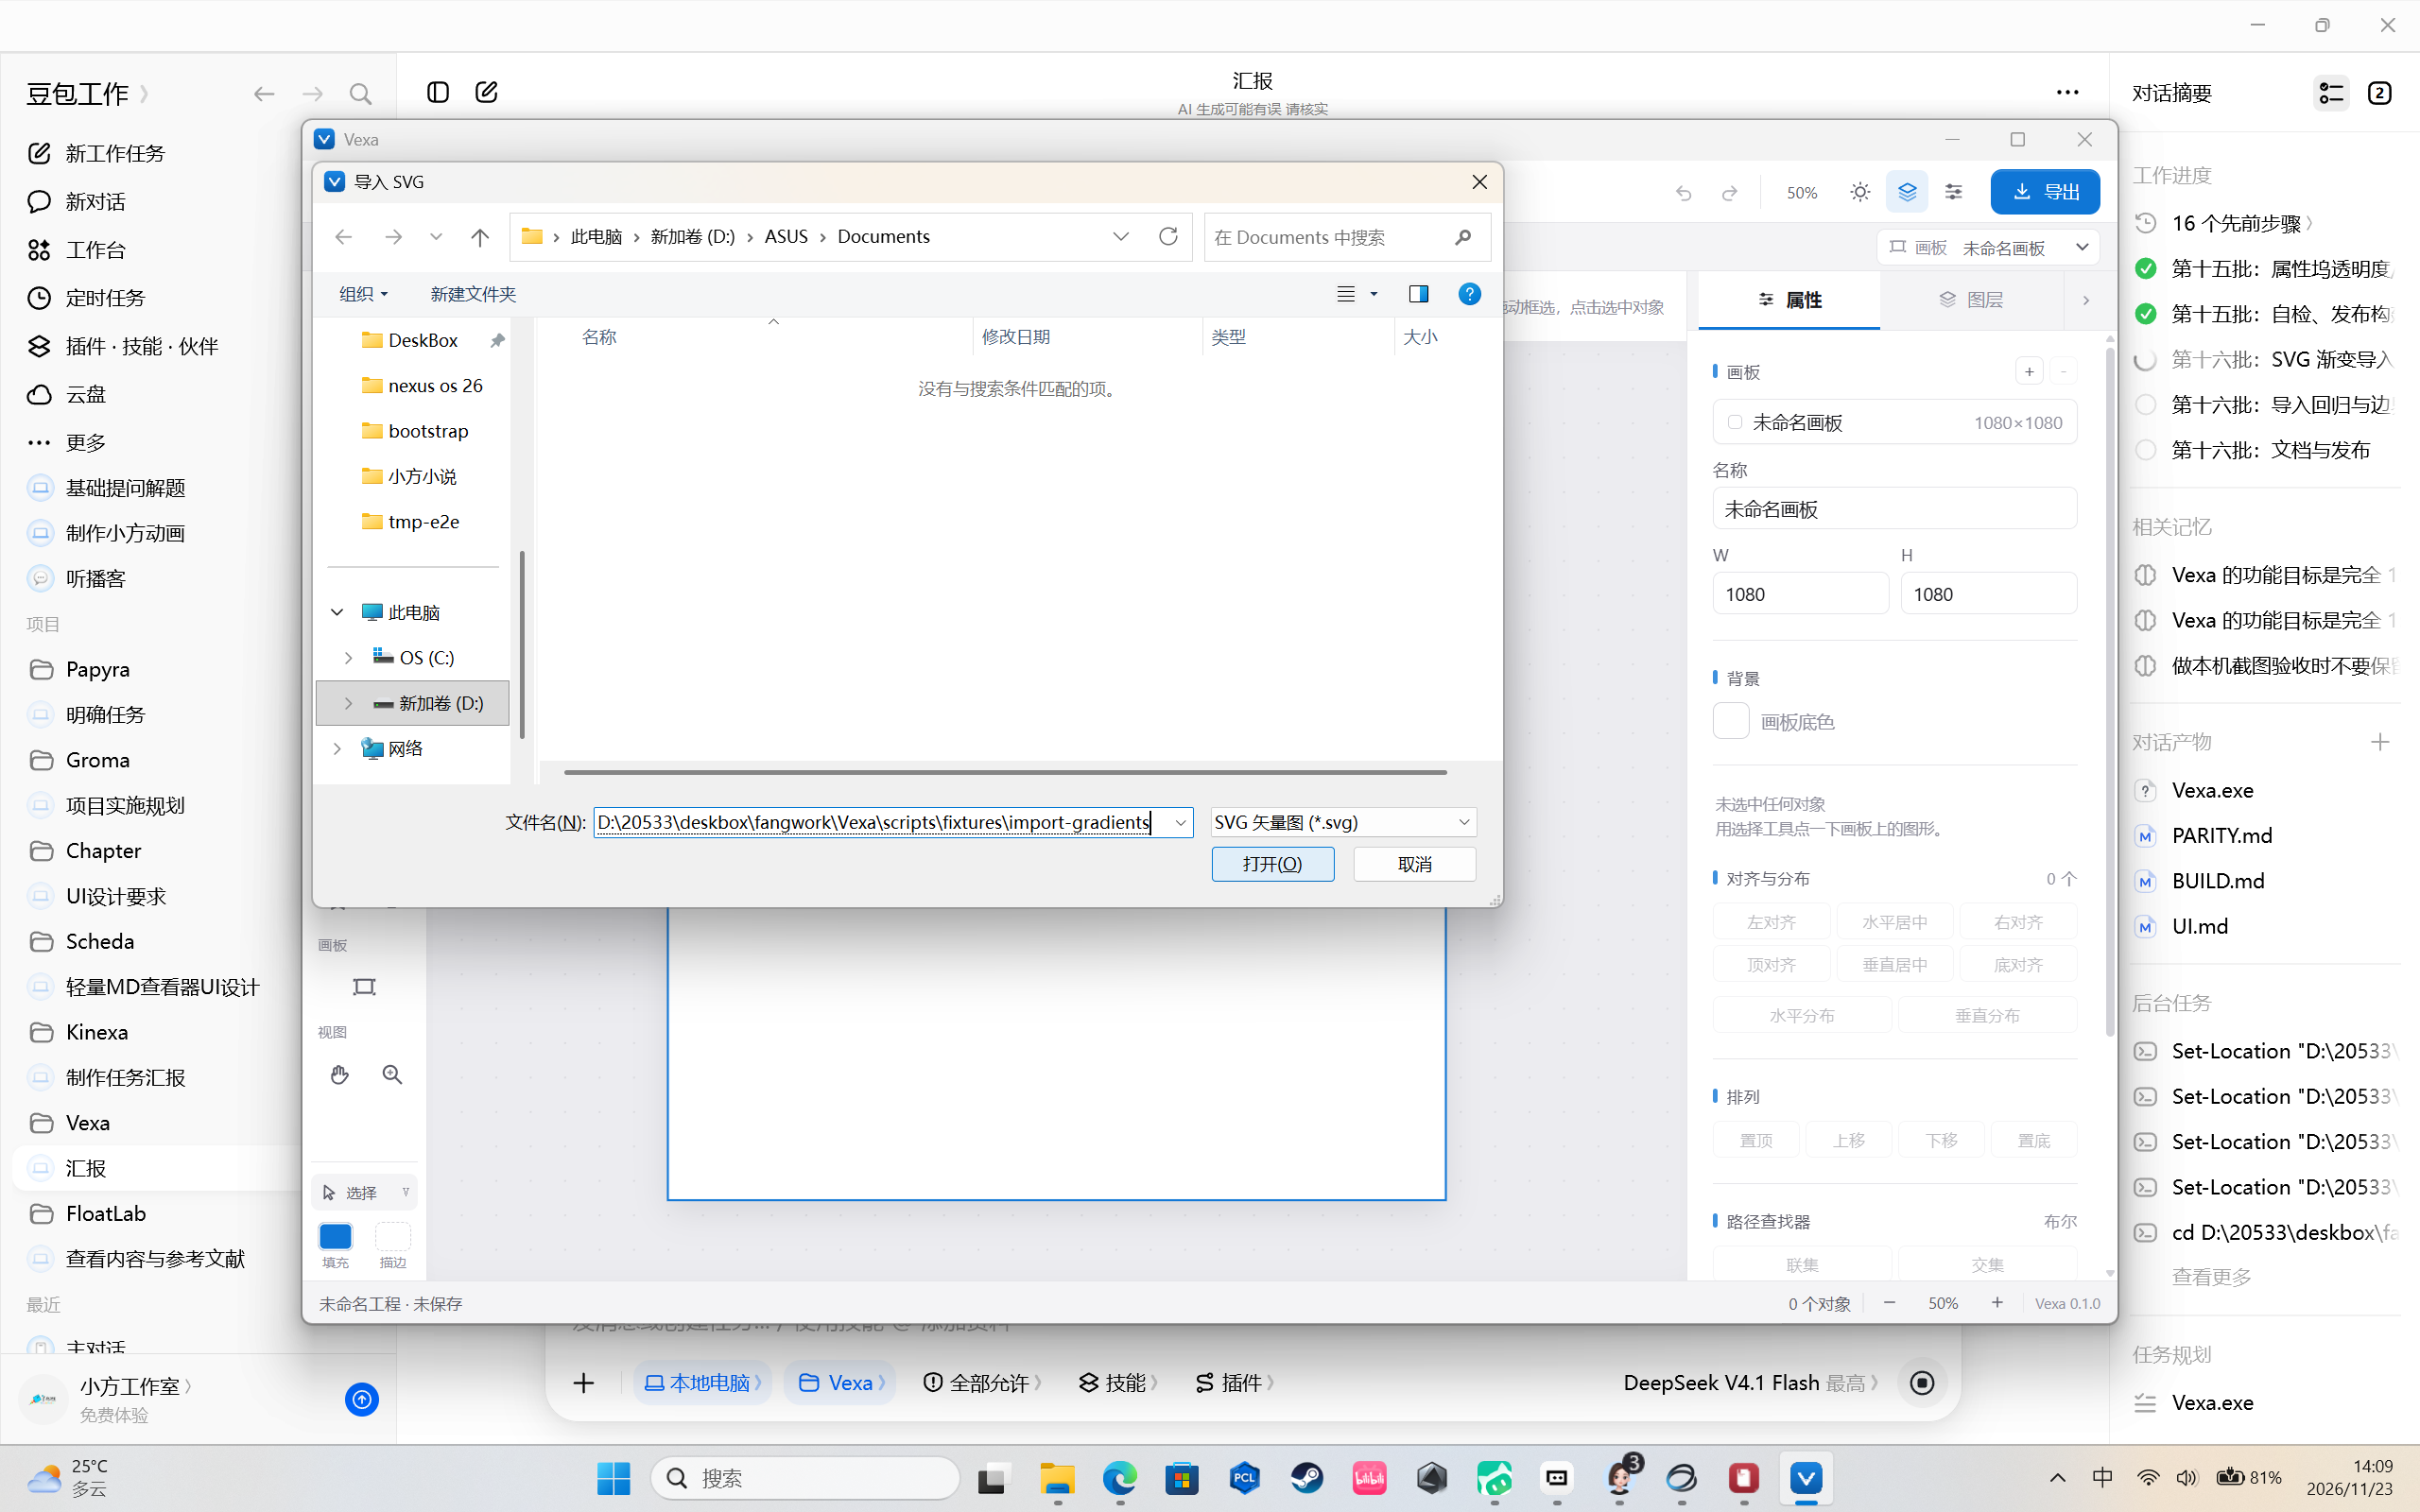 豆包工作
新工作任务
新对话
工作台
定时任务
插件 · 技能 · 伙伴
云盘
更多
基础提问解题
制作小方动画
听播客
项目
Papyra
明确任务
Groma
项目实施规划
Chapter
UI设计要求
Scheda
轻量MD查看器UI设计
Kinexa
制作任务汇报
Vexa
汇报
FloatLab
查看内容与参考文献
最近
主对话
小方工作室
免费体验
汇报
AI 生成可能有误 请核实
Vexa
导入 SVG
此电脑 新加卷 (D:) ASUS Documents
在 Documents 中搜索
组织
新建文件夹
DeskBox
nexus os 26
bootstrap
小方小说
tmp-e2e
此电脑
OS (C:)
新加卷 (D:)
网络
名称 修改日期 类型 大小
没有与搜索条件匹配的项。
文件名(N): D:\20533\deskbox\fangwork\Vexa\scripts\fixtures\import-gradients
SVG 矢量图 (*.svg)
打开(O)
取消
50%
导出
画板 未命名画板
动框选，点击选中对象
属性
图层
画板
+ -
未命名画板 1080×1080
名称
未命名画板
W H
1080 1080
背景
画板底色
未选中任何对象
用选择工具点一下画板上的图形。
对齐与分布 0 个
左对齐 水平居中 右对齐
顶对齐 垂直居中 底对齐
水平分布 垂直分布
排列
置顶 上移 下移 置底
路径查找器 布尔
联集 交集
画板
视图
选择
填充 描边
未命名工程 · 未保存
0 个对象 − 50% + Vexa 0.1.0
本地电脑
Vexa
全部允许
技能
插件
DeepSeek V4.1 Flash 最高
对话摘要
2
工作进度
16 个先前步骤
第十五批：属性坞透明度
第十五批：自检、发布构
第十六批：SVG 渐变导入
第十六批：导入回归与边
第十六批：文档与发布
相关记忆
Vexa 的功能目标是完全 1
Vexa 的功能目标是完全 1
做本机截图验收时不要保留
对话产物
Vexa.exe
PARITY.md
BUILD.md
UI.md
后台任务
Set-Location "D:\20533\
Set-Location "D:\20533\
Set-Location "D:\20533\
Set-Location "D:\20533\
cd D:\20533\deskbox\fa
查看更多
任务规划
Vexa.exe
25°C
多云
搜索
PCL
bilibili
3
中
81%
14:09
2026/11/23